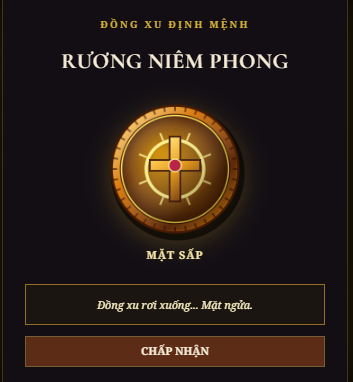 ĐỒNG XU ĐỊNH MỆNH
RƯƠNG NIÊM PHONG
MẶT SẤP
Đồng xu rơi xuống... Mặt ngửa.
CHẤP NHẬN